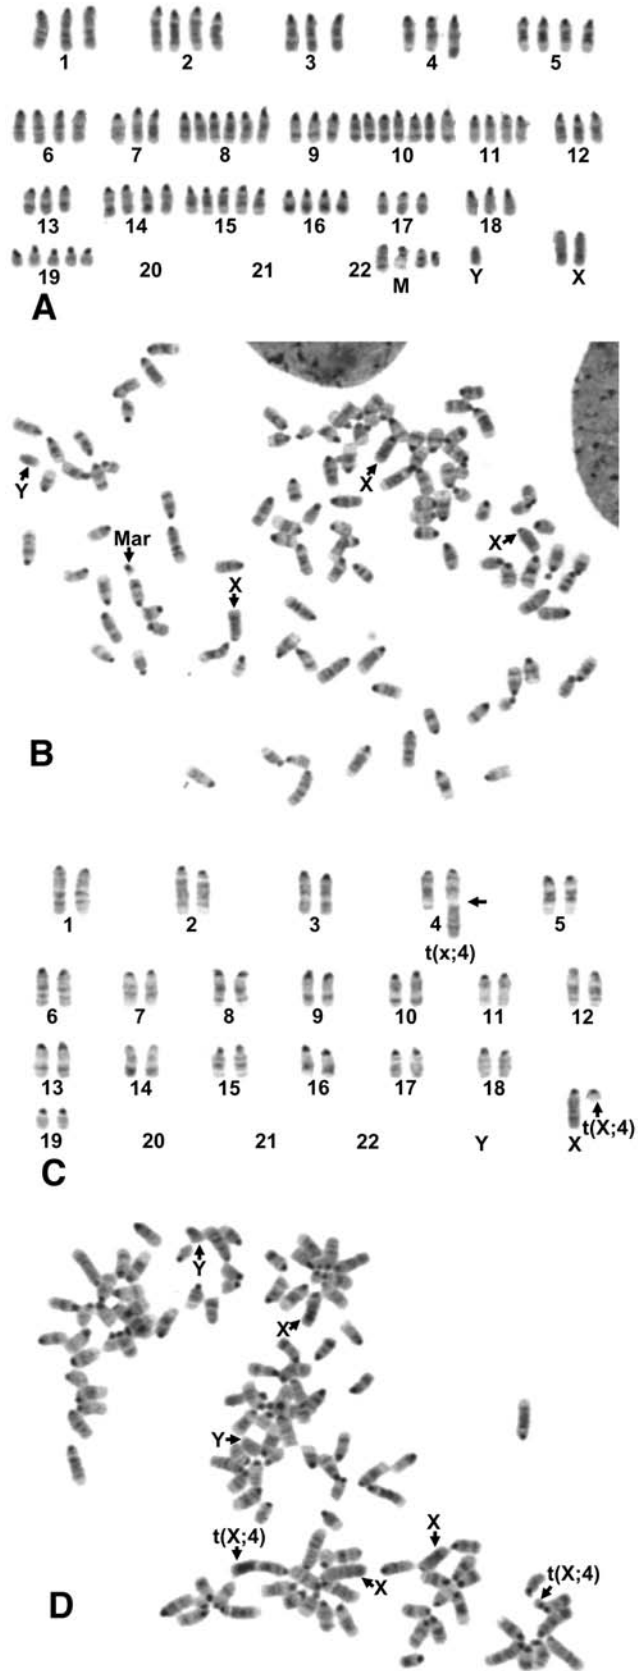 1 2 3 4 5
6 7 8 9 10 11 12
13 14 15 16 17 18
19 20 21 22 M Y X
A
Y
X
Mar
X
X
B
1 2 3 4 5
t(x;4)
6 7 8 9 10 11 12
13 14 15 16 17 18
t(X;4)
19 20 21 22 Y X
C
Y
X
Y
t(X;4)
X
X
t(X;4)
D